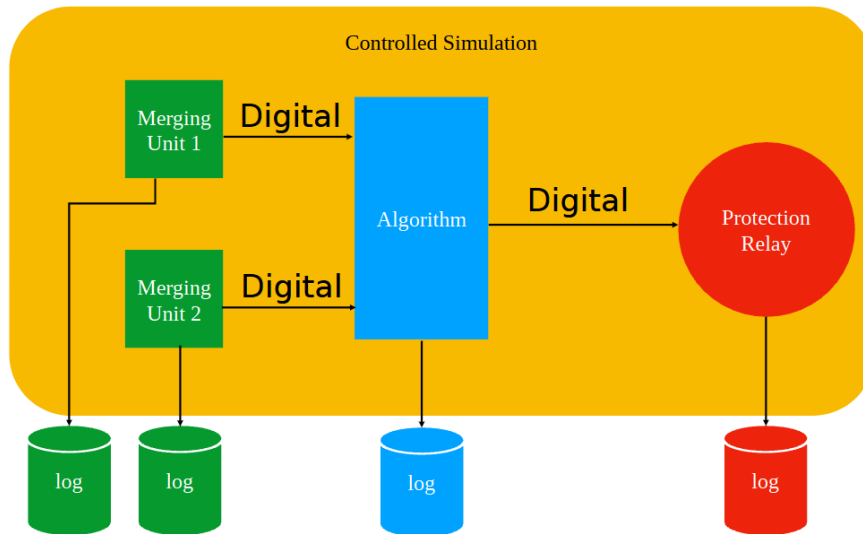 Controlled Simulation
Merging
Unit 1
Digital
Algorithm
Digital
Protection
Relay
Merging
Unit 2
Digital
log
log
log
log